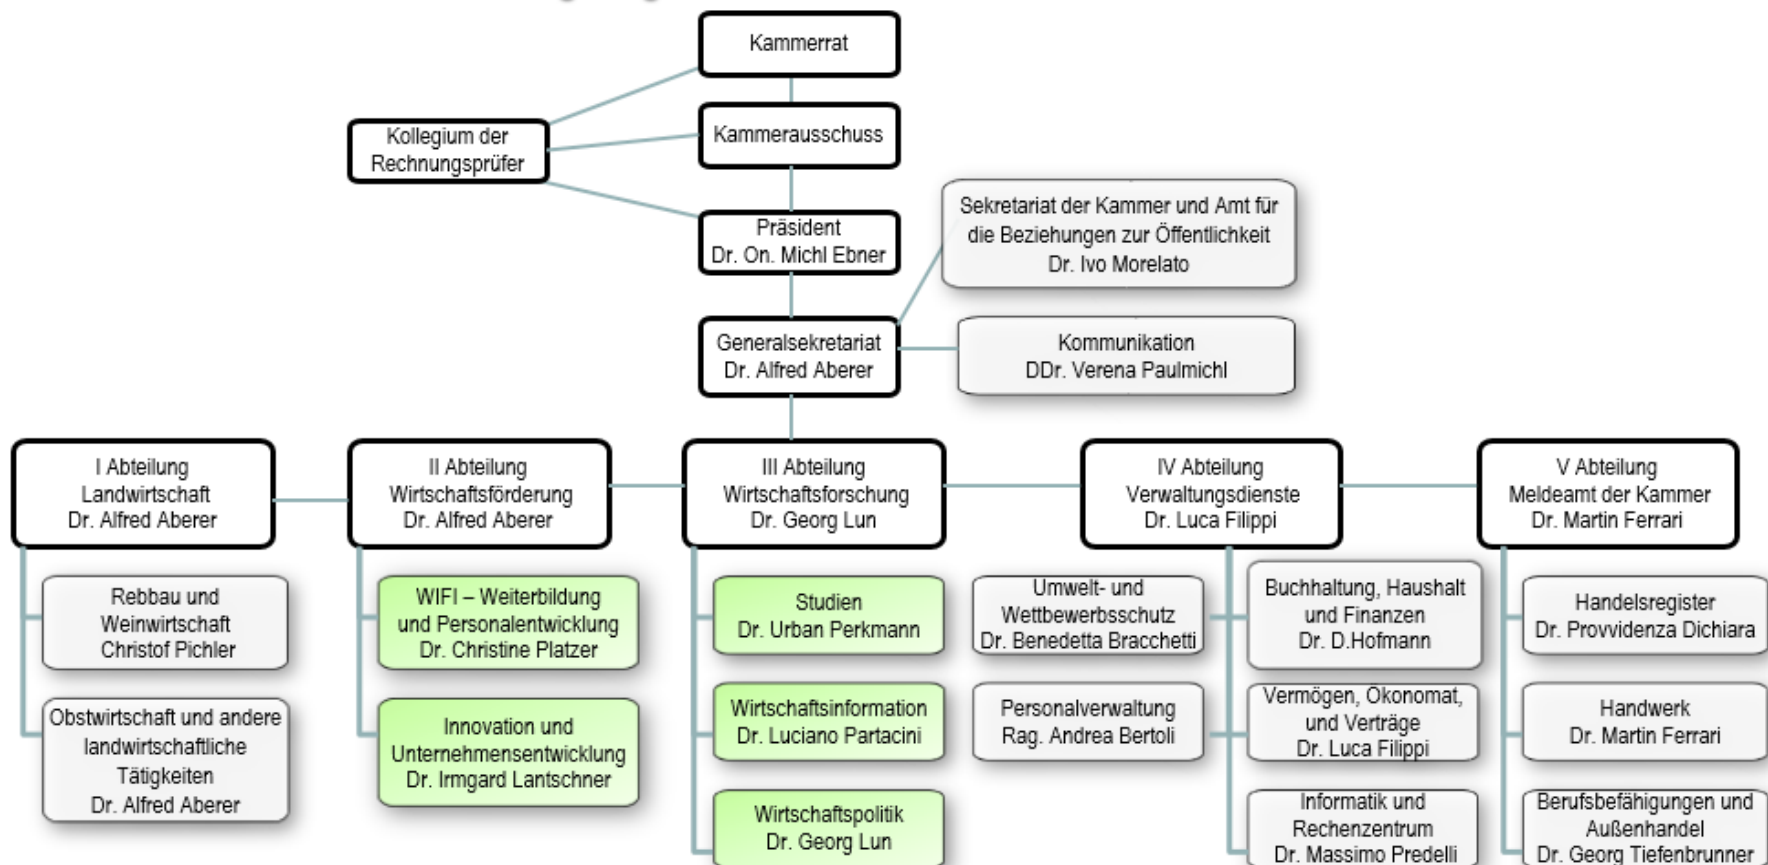 Kammerrat
Kollegium der
Rechnungsprüfer
Kammerausschuss
Präsident
Dr. On. Michl Ebner
Sekretariat der Kammer und Amt für
die Beziehungen zur Öffentlichkeit
Dr. Ivo Morelato
Generalsekretariat
Dr. Alfred Aberer
Kommunikation
DDr. Verena Paulmichl
I Abteilung
Landwirtschaft
Dr. Alfred Aberer
II Abteilung
Wirtschaftsförderung
Dr. Alfred Aberer
III Abteilung
Wirtschaftsforschung
Dr. Georg Lun
IV Abteilung
Verwaltungsdienste
Dr. Luca Filippi
V Abteilung
Meldeamt der Kammer
Dr. Martin Ferrari
Rebbau und
Weinwirtschaft
Christof Pichler
Obstwirtschaft und andere
landwirtschaftliche
Tätigkeiten
Dr. Alfred Aberer
WIFI – Weiterbildung
und Personalentwicklung
Dr. Christine Platzer
Innovation und
Unternehmensentwicklung
Dr. Irmgard Lantschner
Studien
Dr. Urban Perkmann
Wirtschaftsinformation
Dr. Luciano Partacini
Wirtschaftspolitik
Dr. Georg Lun
Umwelt- und
Wettbewerbsschutz
Dr. Benedetta Bracchetti
Personalverwaltung
Rag. Andrea Bertoli
Buchhaltung, Haushalt
und Finanzen
Dr. D.Hofmann
Vermögen, Ökonomat,
und Verträge
Dr. Luca Filippi
Informatik und
Rechenzentrum
Dr. Massimo Predelli
Handelsregister
Dr. Provvidenza Dichiara
Handwerk
Dr. Martin Ferrari
Berufsbefähigungen und
Außenhandel
Dr. Georg Tiefenbrunner